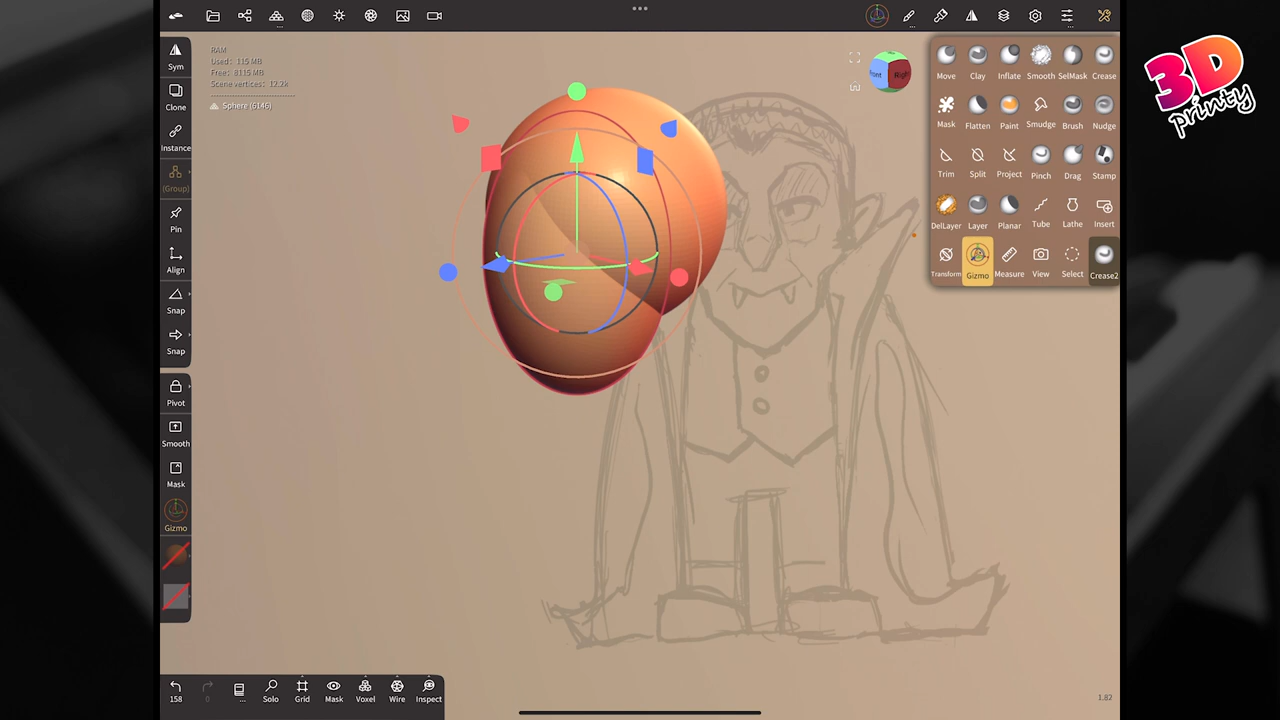 RAM
Used: 115 MB
Free: 8115 MB
Scene vertices: 12.2k
Sphere (6146)
Sym
Clone
Instance
(Group)
Pin
Align
Snap
Snap
Pivot
Smooth
Mask
Gizmo
Front Right
Move Clay Inflate Smooth SelMask Crease
Mask Flatten Paint Smudge Brush Nudge
Trim Split Project Pinch Drag Stamp
DelLayer Layer Planar Tube Lathe Insert
Transform Gizmo Measure View Select Crease2
3D
printy
158 0 ... Solo Grid Mask Voxel Wire Inspect
1.82